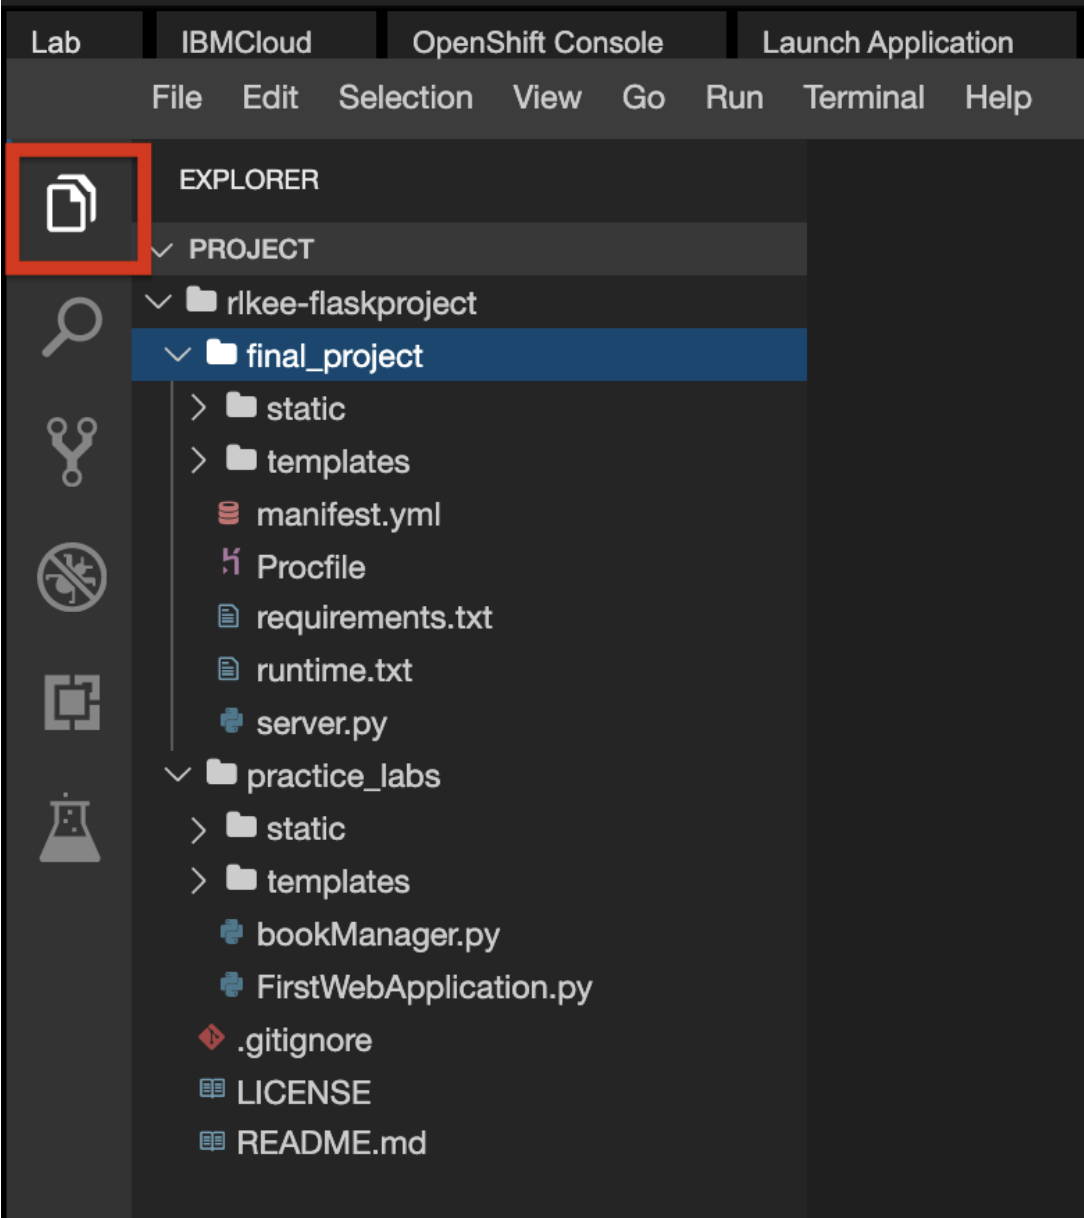 Lab IBMCloud OpenShift Console Launch Application
File Edit Selection View Go Run Terminal Help
EXPLORER
PROJECT
rlkee-flaskproject
final_project
static
templates
manifest.yml
Procfile
requirements.txt
runtime.txt
server.py
practice_labs
static
templates
bookManager.py
FirstWebApplication.py
.gitignore
LICENSE
README.md